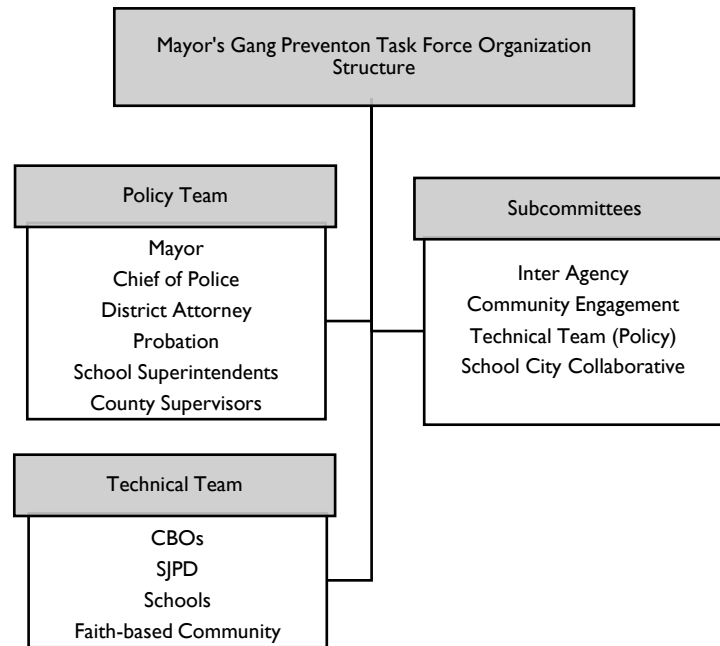 Mayor's Gang Preventon Task Force Organization
Structure
Policy Team
Mayor
Chief of Police
District Attorney
Probation
School Superintendents
County Supervisors
Subcommittees
Inter Agency
Community Engagement
Technical Team (Policy)
School City Collaborative
Technical Team
CBOs
SJPD
Schools
Faith-based Community